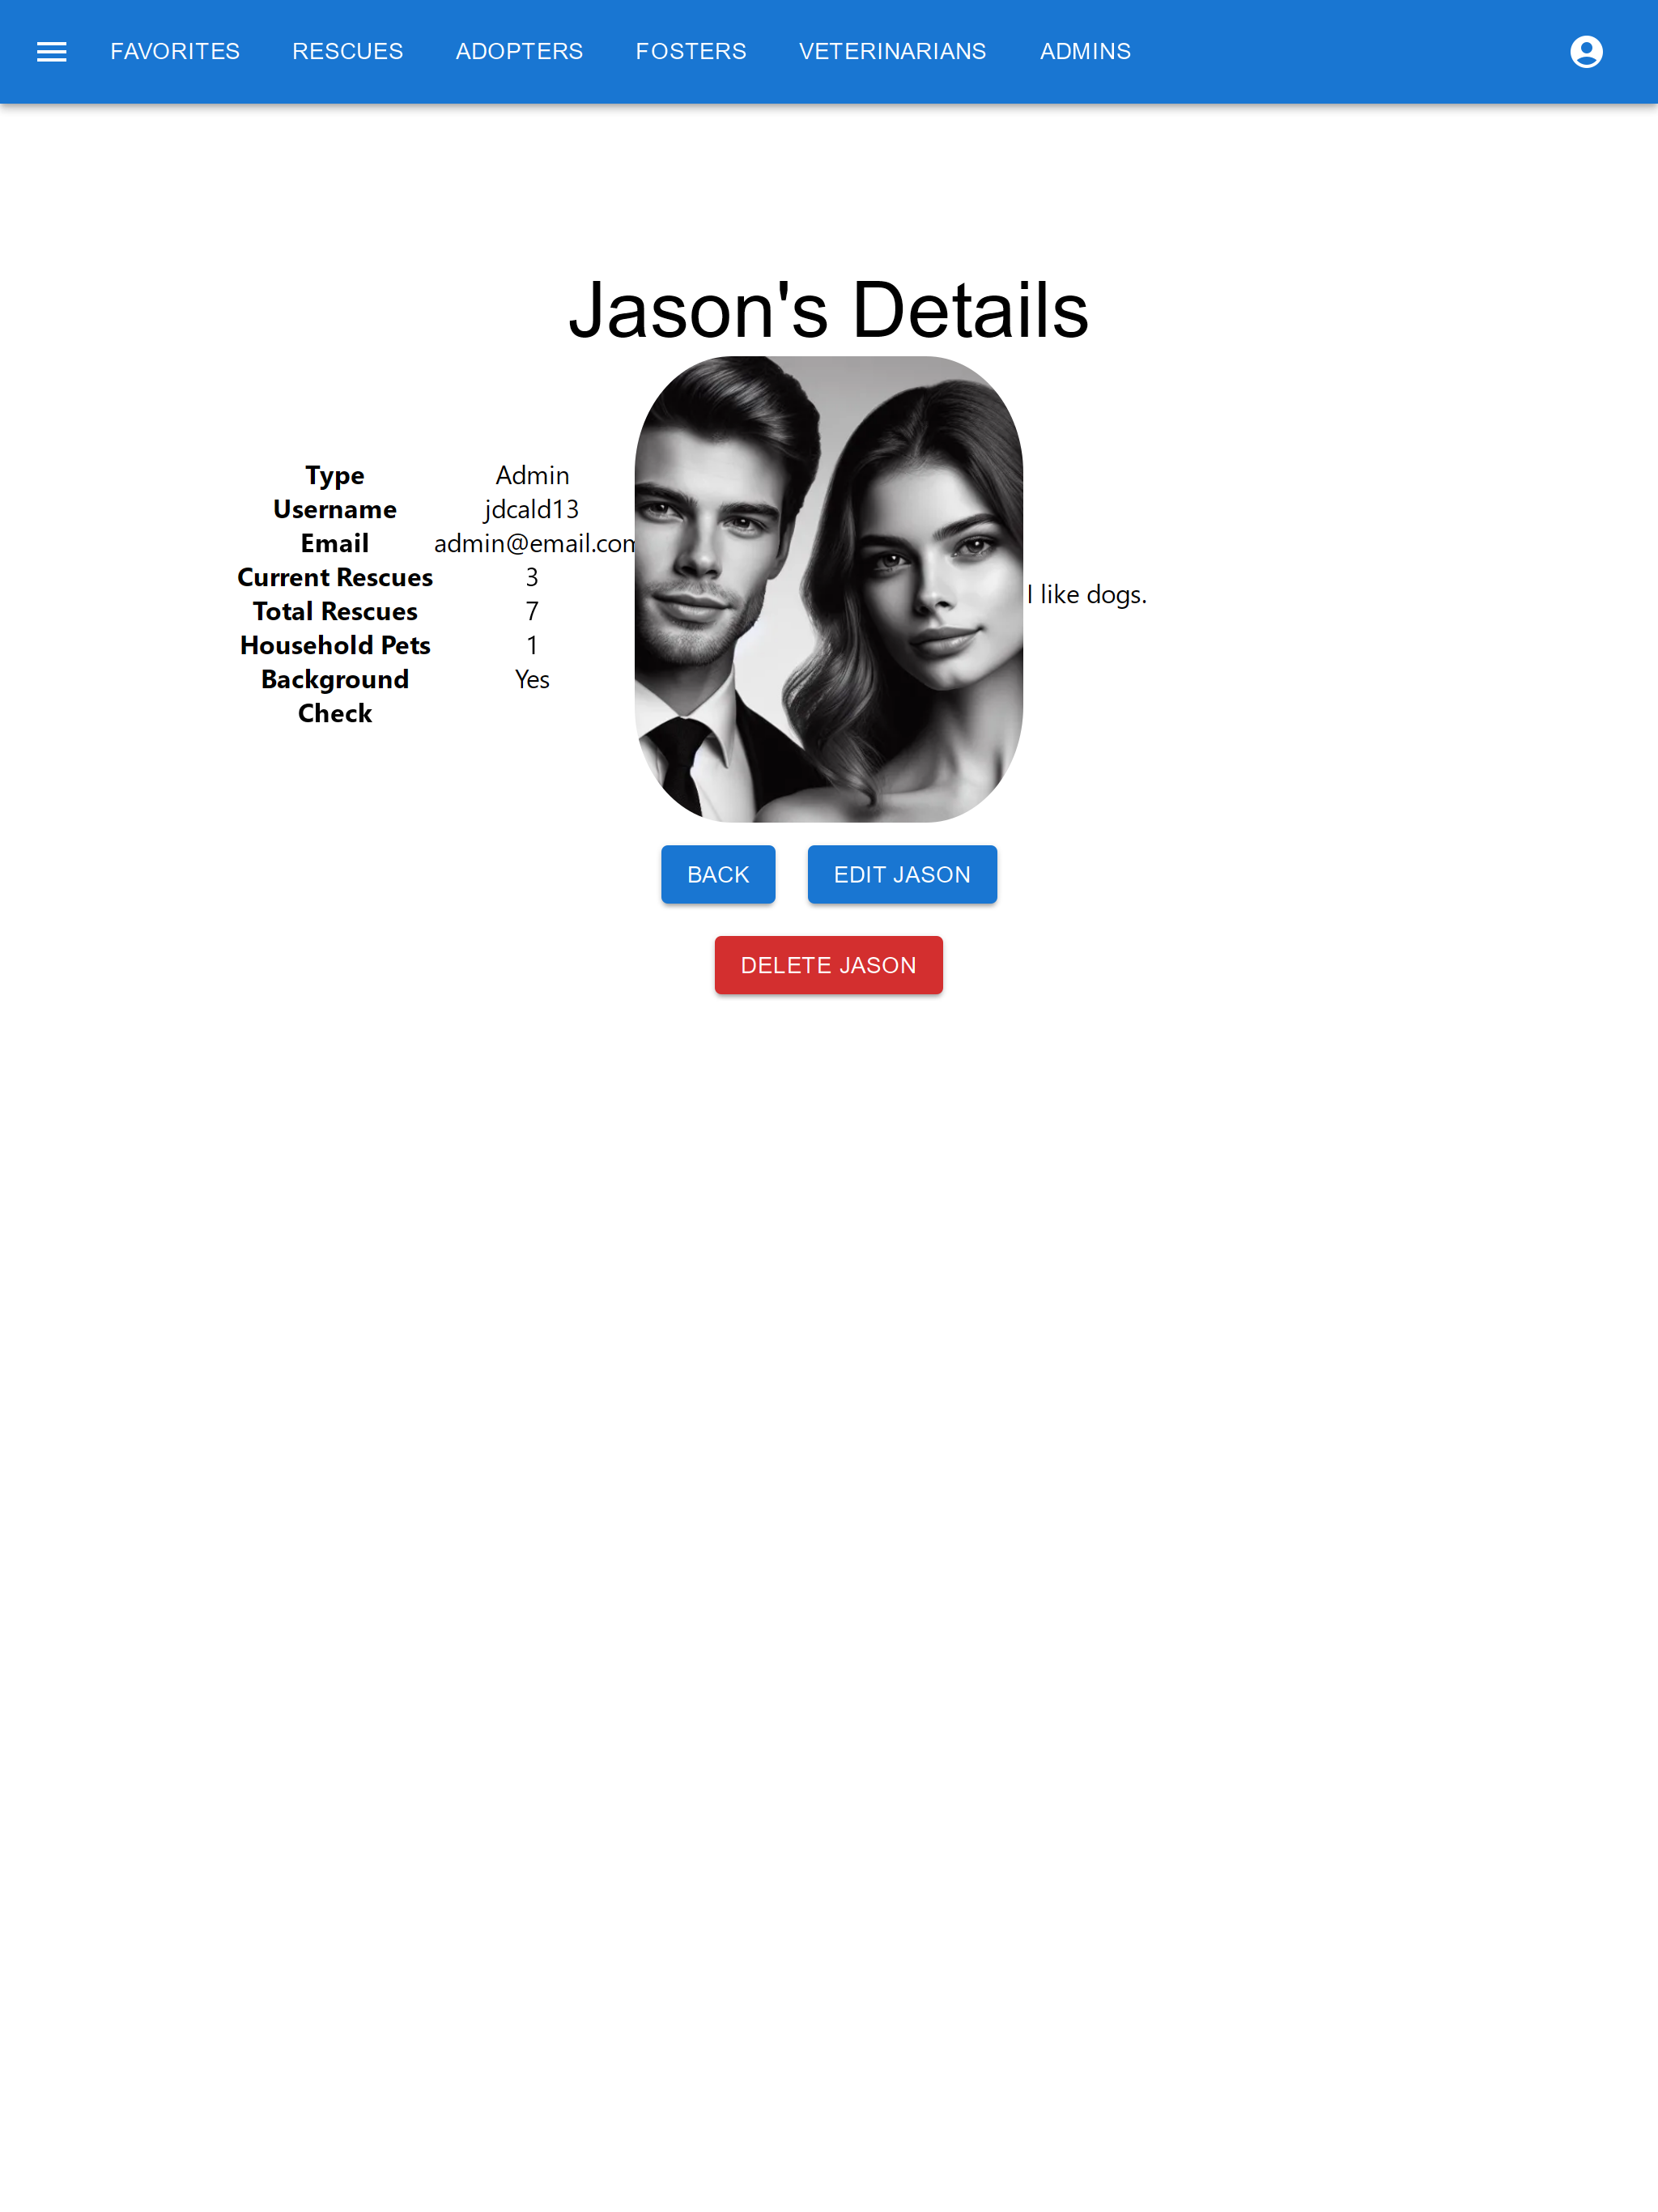 FAVORITES RESCUES ADOPTERS FOSTERS VETERINARIANS ADMINS
Jason's Details
Type Admin
Username jdcald13
Email admin@email.com
Current Rescues 3
Total Rescues 7
Household Pets 1
Background Yes
Check
I like dogs.
BACK EDIT JASON
DELETE JASON